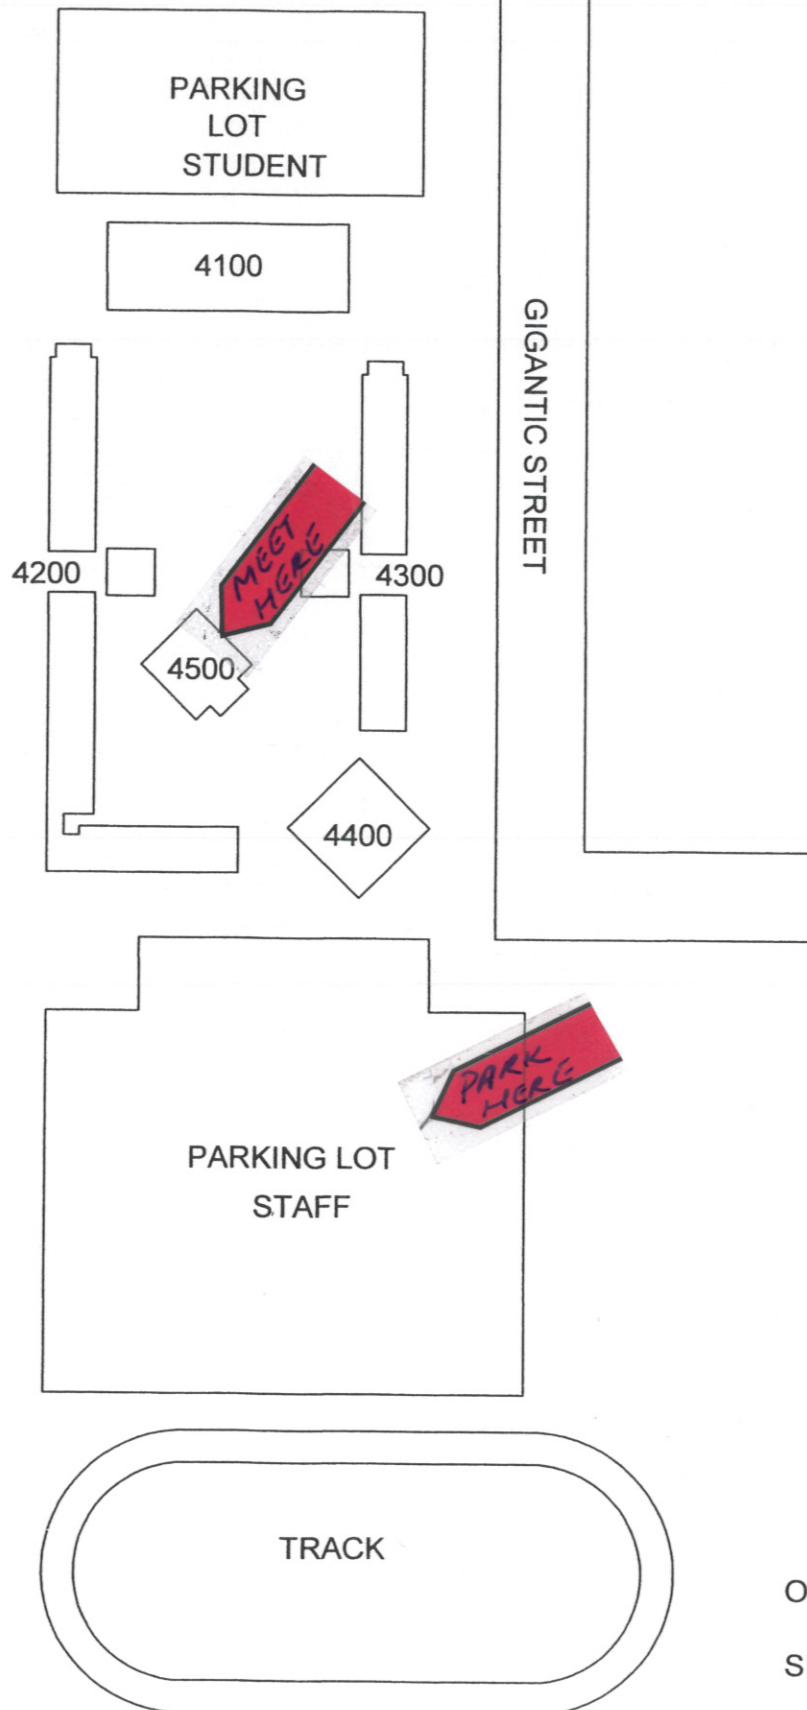 PARKING
LOT
STUDENT
4100
GIGANTIC STREET
MEET
HERE
4200
4300
4500
4400
PARK
HERE
PARKING LOT
STAFF
TRACK